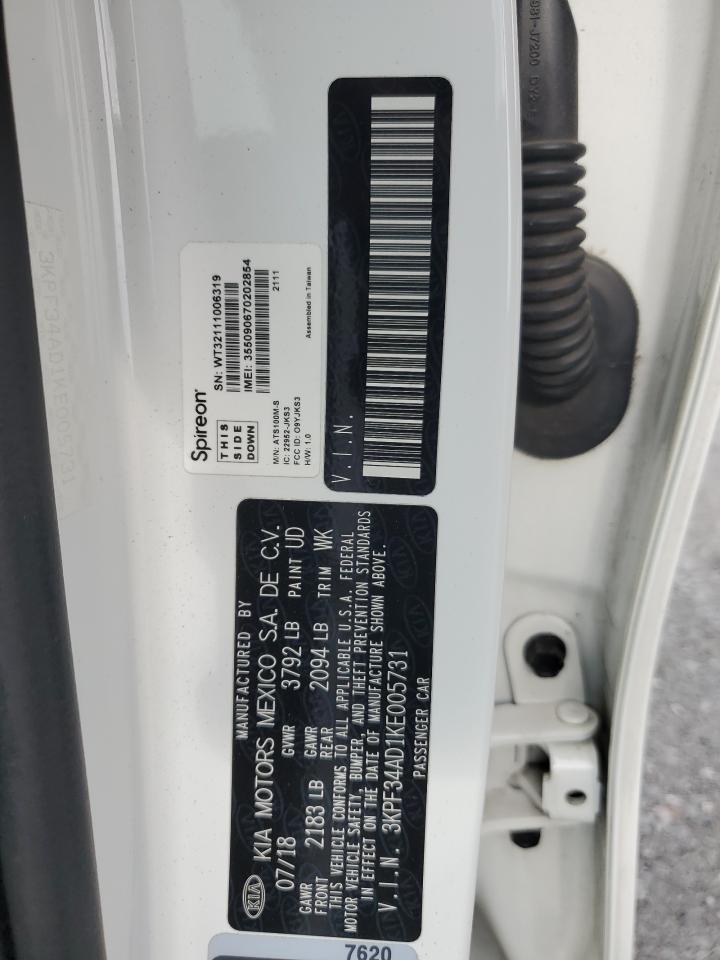 V.I.N.
Spireon
THIS
SIDE
DOWN
SN: WT32111006319
IMEI: 355090670202854
2111
M/N: ATS100M-S
IC: 22952-JKS3
FCC ID: O9YJKS3
H/W: 1.0
Assembled in Taiwan
MANUFACTURED BY
KIA KIA MOTORS MEXICO S.A. DE C.V.
07/18 GVWR 3792 LB PAINT UD
GAWR FRONT 2183 LB GAWR REAR 2094 LB TRIM WK
THIS VEHICLE CONFORMS TO ALL APPLICABLE U.S.A. FEDERAL
MOTOR VEHICLE SAFETY, BUMPER, AND THEFT PREVENTION STANDARDS
IN EFFECT ON THE DATE OF MANUFACTURE SHOWN ABOVE.
V.I.N. 3KPF34AD1KE005731
PASSENGER CAR
7620
3KPF34AD1KE005731